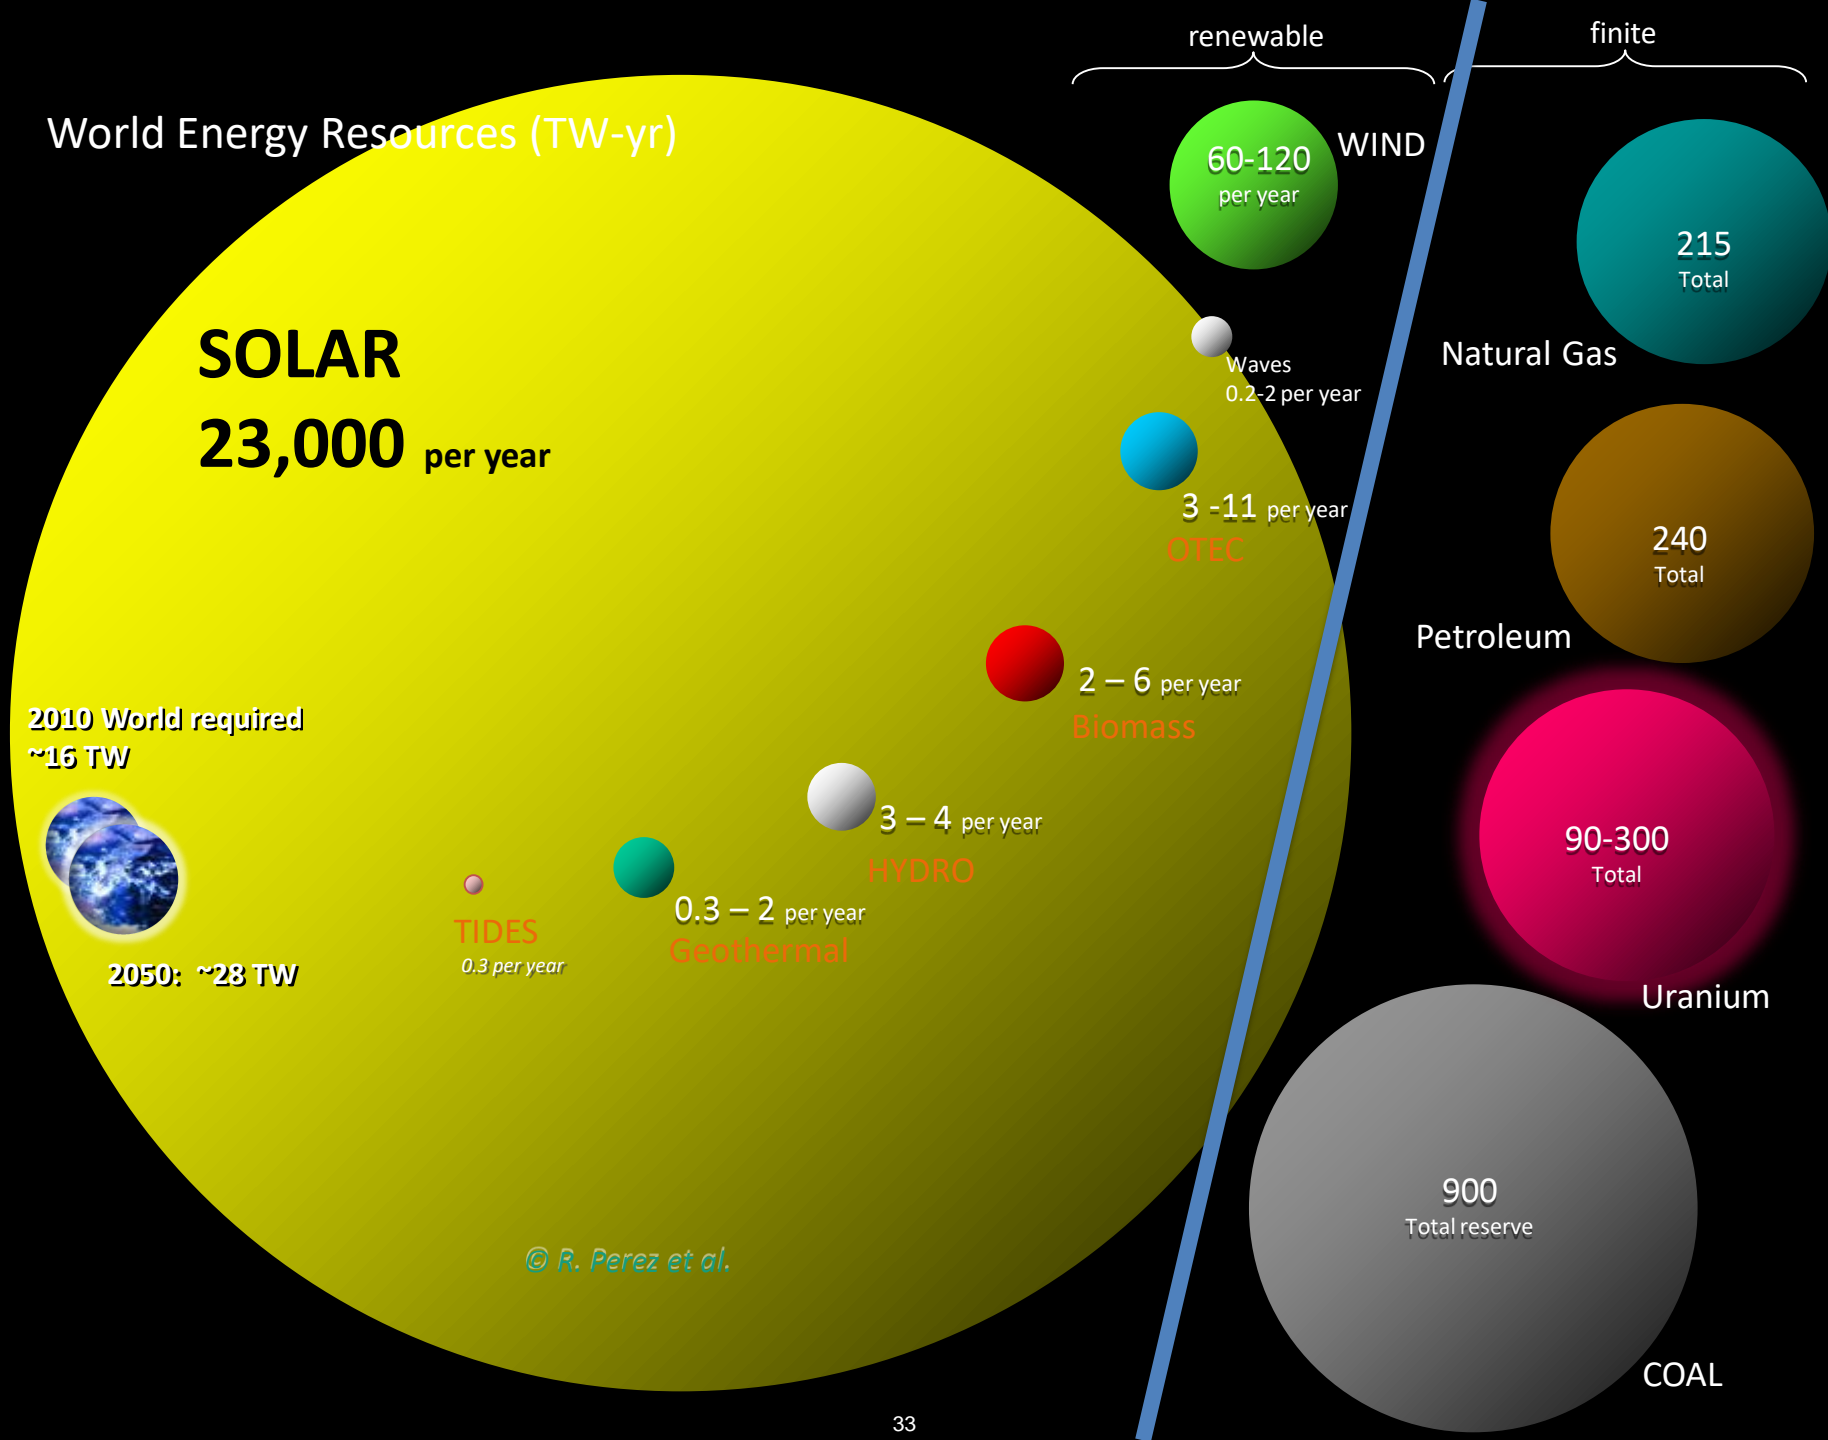 renewable
finite
World Energy Resources (TW-yr)
WIND
60-120
per year
215
Total
Natural Gas
SOLAR
23,000 per year
Waves
0.2-2 per year
3 -11 per year
OTEC
240
Total
Petroleum
2 – 6 per year
Biomass
2010 World required
~16 TW
3 – 4 per year
HYDRO
90-300
Total
Uranium
0.3 – 2 per year
Geothermal
TIDES
0.3 per year
2050: ~28 TW
900
Total reserve
COAL
© R. Perez et al.
33